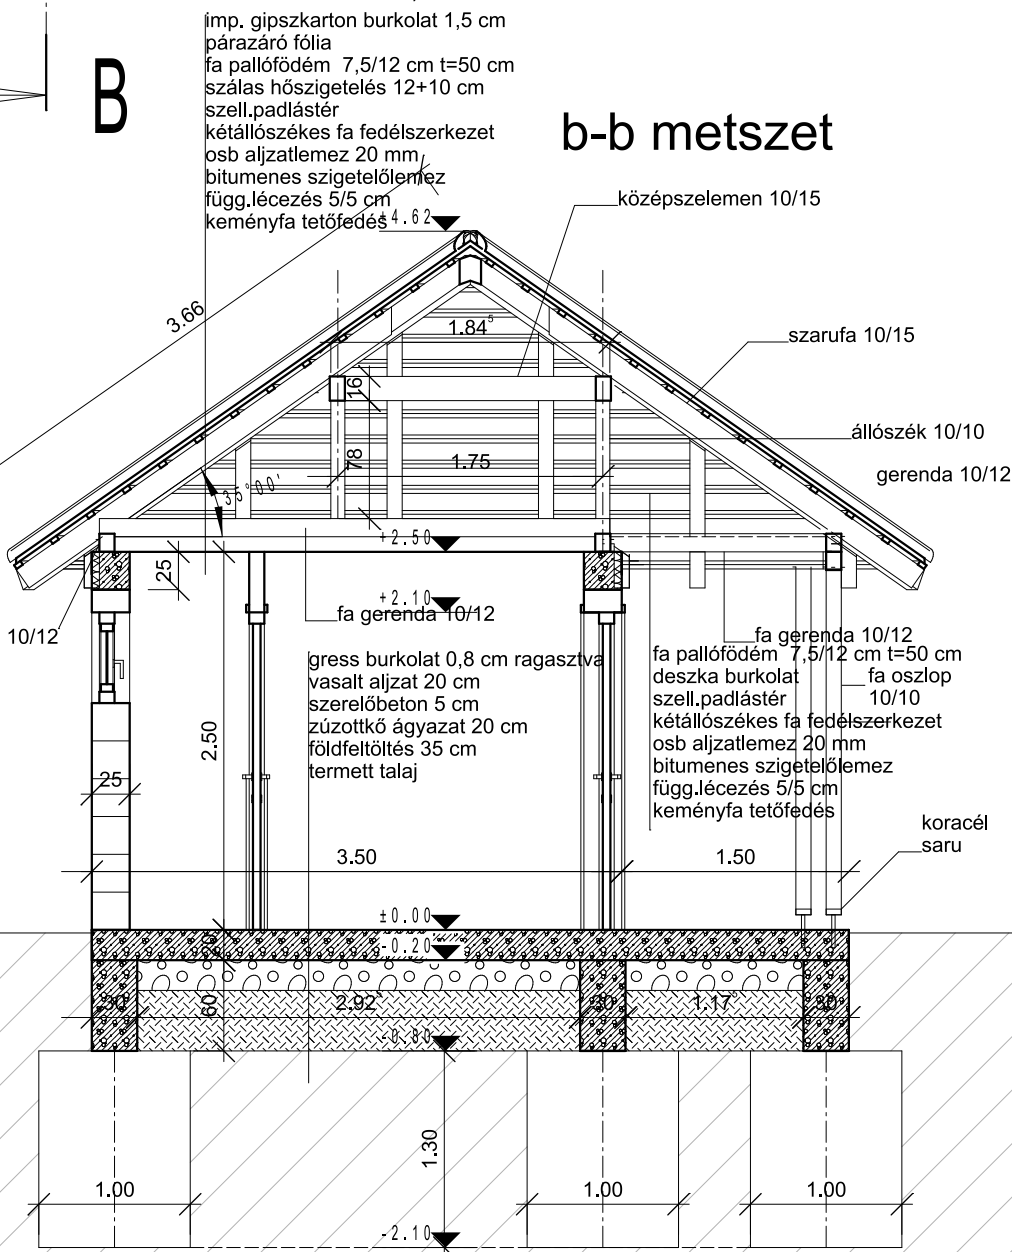 imp. gipszkarton burkolat 1,5 cm
párazáró fólia
fa pallófödém 7,5/12 cm t=50 cm
szálas hőszigetelés 12+10 cm
szell.padlástér
kétállószékes fa fedélszerkezet
osb aljzatlemez 20 mm
bitumenes szigetelőlemez
függ.lécezés 5/5 cm
keményfa tetőfedés
B
b-b metszet
+4.62
középszelemen 10/15
3.66
1.84⁵
szarufa 10/15
16
állószék 10/10
78
1.75
gerenda 10/12
35°00'
+2.50
25
+2.10
fa gerenda 10/12
10/12
fa gerenda 10/12
gress burkolat 0,8 cm ragasztva
vasalt aljzat 20 cm
szerelőbeton 5 cm
zúzottkő ágyazat 20 cm
földfeltöltés 35 cm
termett talaj
fa pallófödém 7,5/12 cm t=50 cm
deszka burkolat
szell.padlástér
kétállószékes fa fedélszerkezet
osb aljzatlemez 20 mm
bitumenes szigetelőlemez
függ.lécezés 5/5 cm
keményfa tetőfedés
fa oszlop
10/10
2.50
25
koracél
saru
3.50
1.50
±0.00
20
-0.20
60
30
2.92⁵
30
1.17⁵
30
-0.80
1.30
1.00
1.00
1.00
-2.10